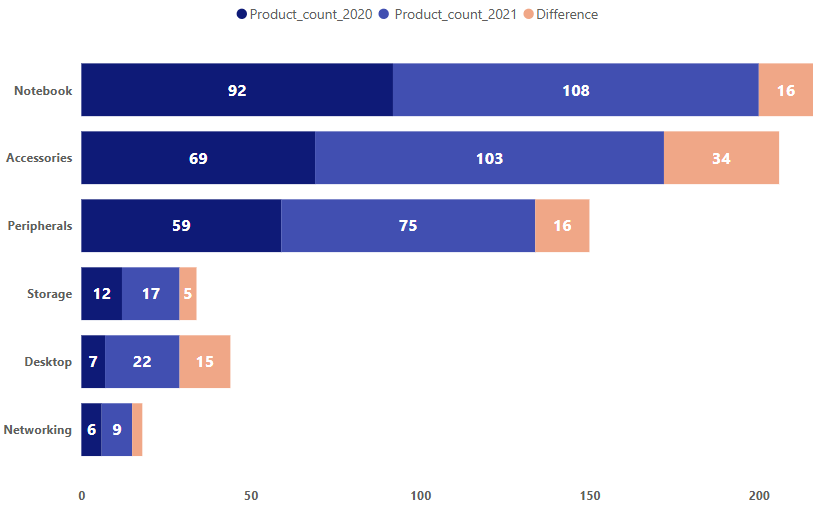 Product_count_2020 Product_count_2021 Difference
Notebook 92 108 16
Accessories 69 103 34
Peripherals 59 75 16
Storage 12 17 5
Desktop 7 22 15
Networking 6 9
0 50 100 150 200